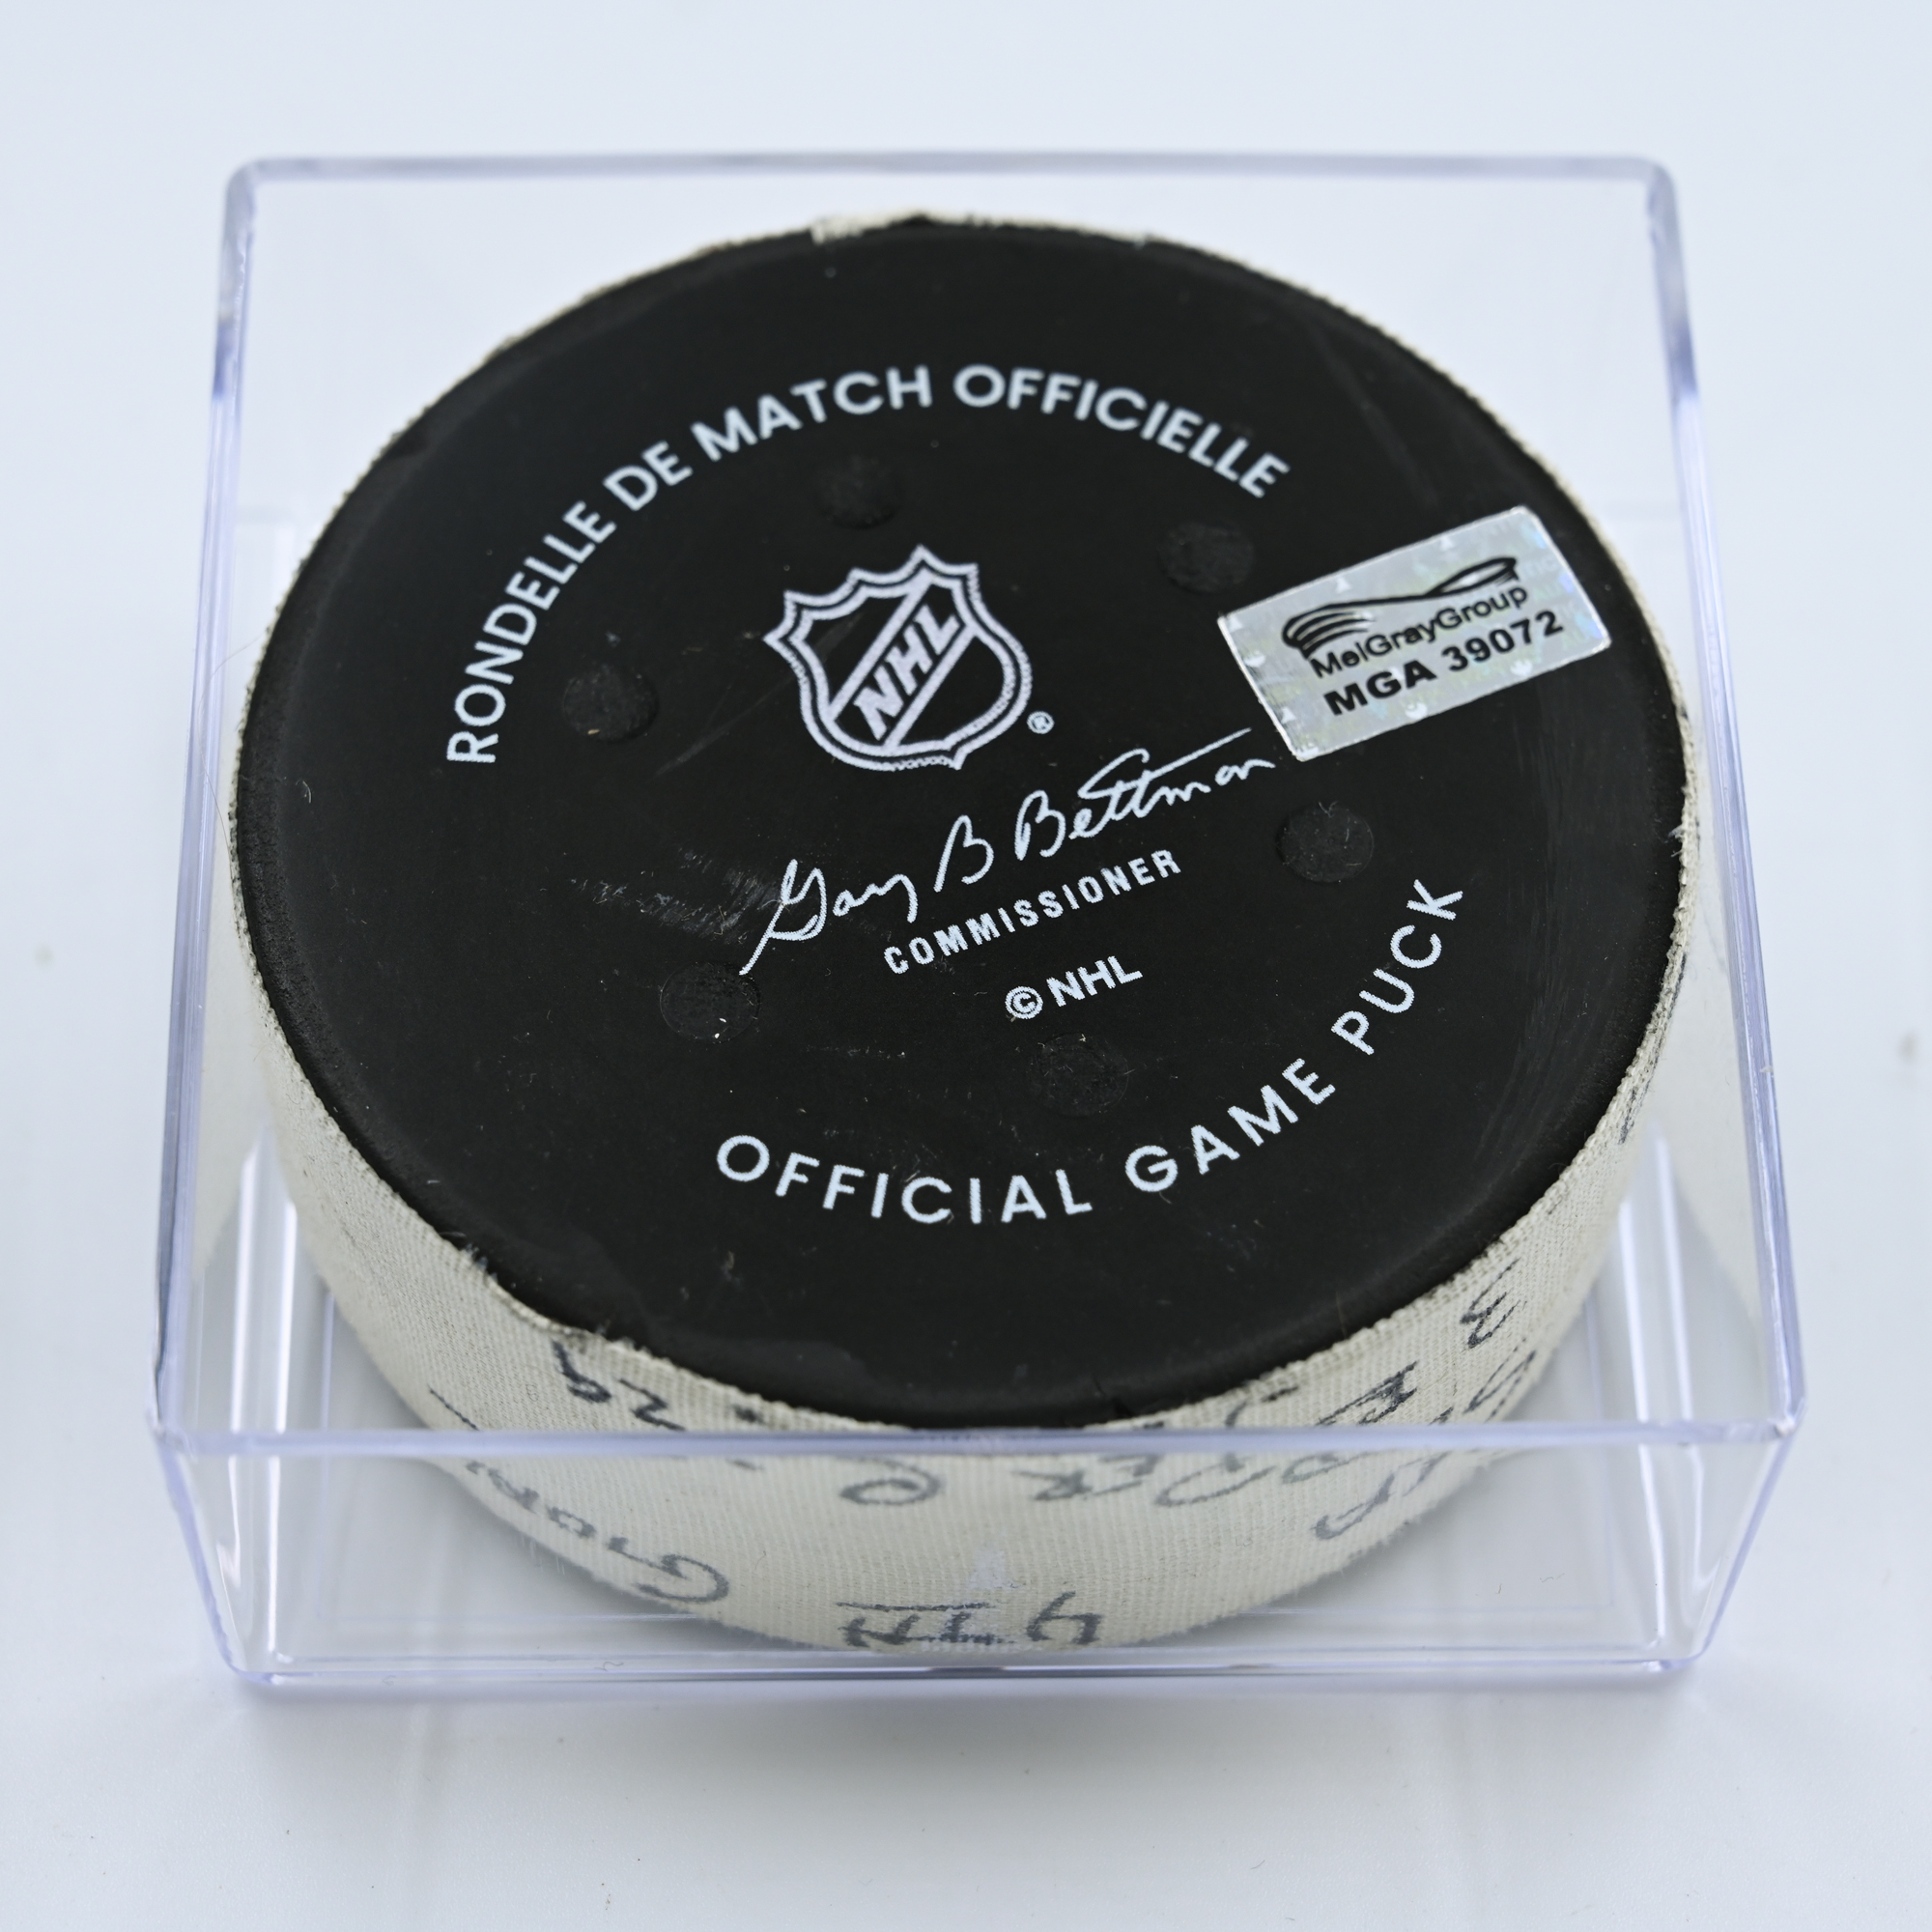 RONDELLE DE MATCH OFFICIELLE
NHL
®
MeiGrayGroup
MGA 39072
Gary B Bettman
COMMISSIONER
© NHL
OFFICIAL GAME PUCK